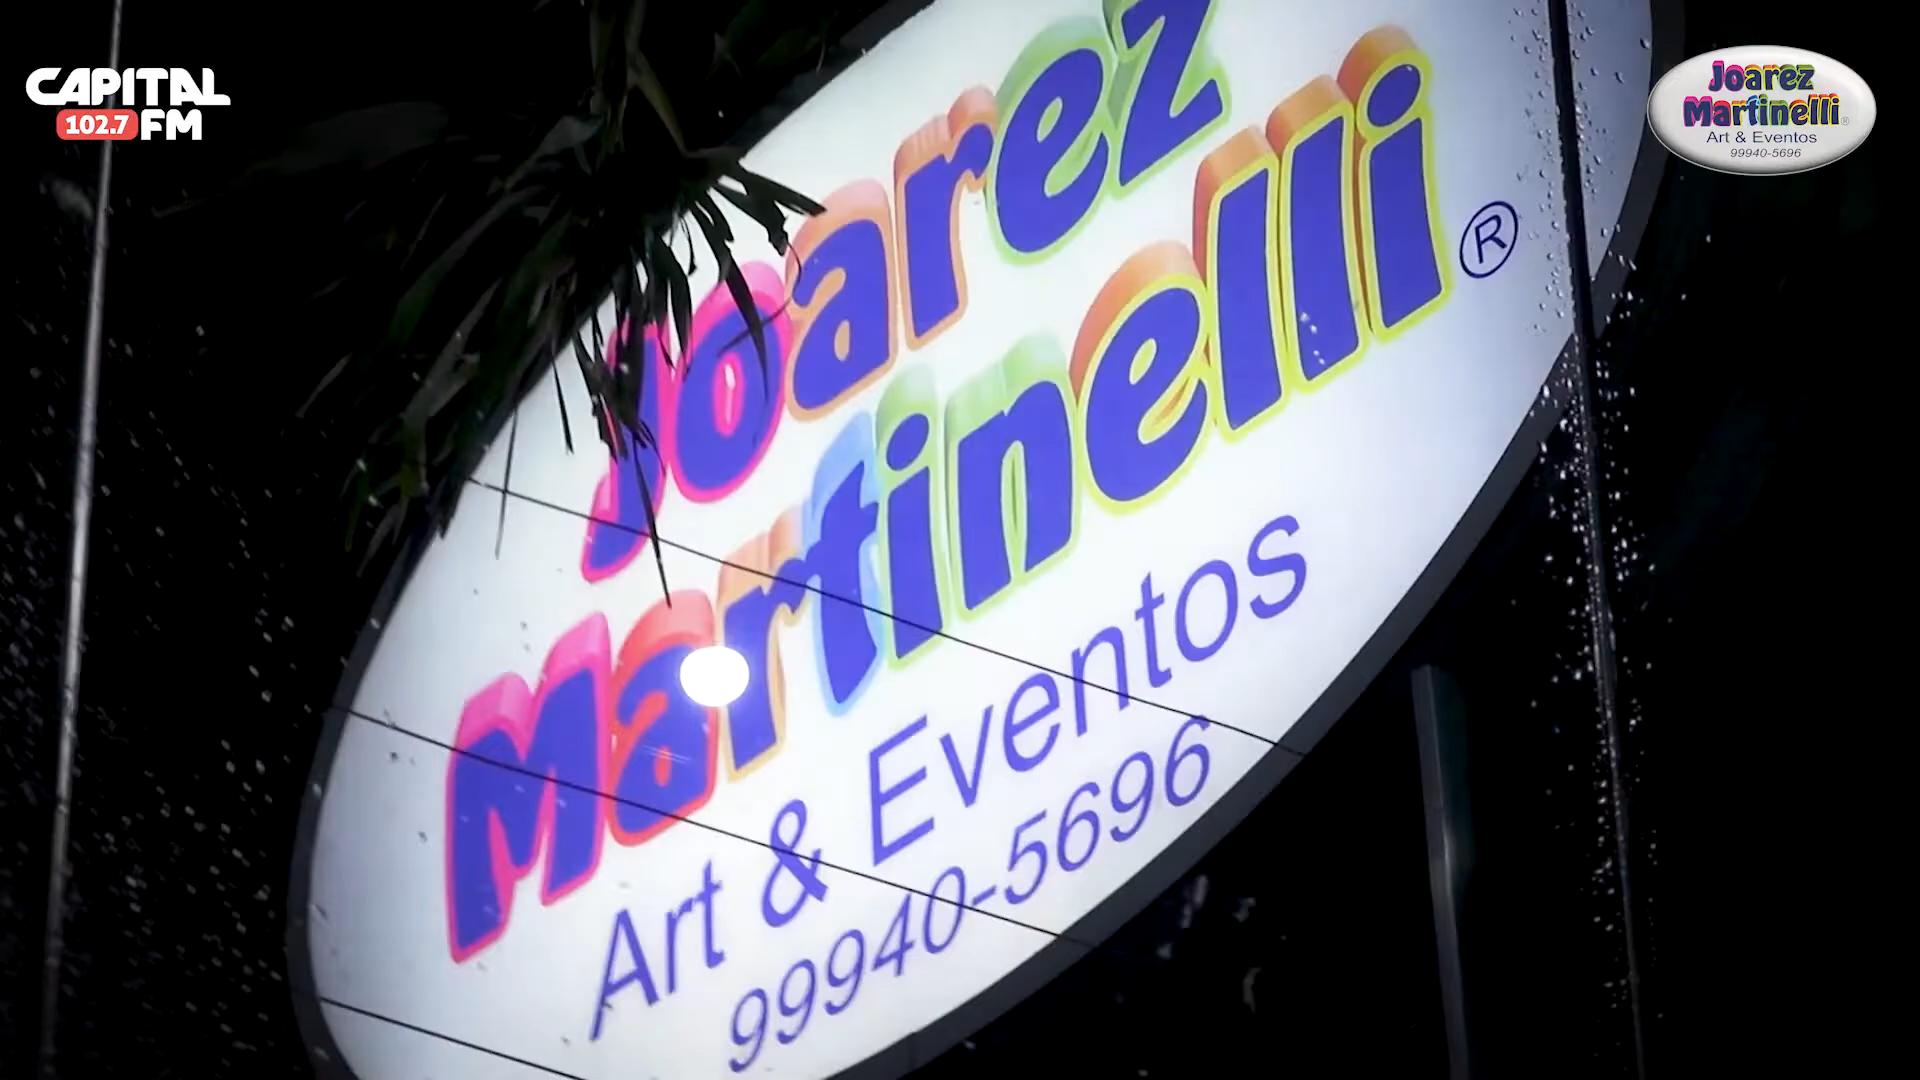 CAPITAL
102.7 FM
Joarez
Martinelli ®
Art & Eventos
99940-5696
Joarez
Martinelli ®
Art & Eventos
99940-5696